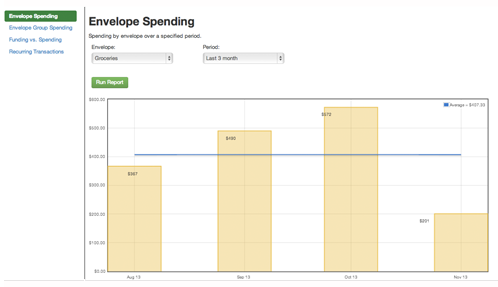 Envelope Spending
Envelope Group Spending
Funding vs. Spending
Recurring Transactions
Envelope Spending
Spending by envelope over a specified period.
Envelope: Period:
Groceries Last 3 month
Run Report
Average = $407.33
$600.00
$500.00
$400.00
$300.00
$200.00
$100.00
$0.00
$367
$490
$572
$201
Aug 13 Sep 13 Oct 13 Nov 13